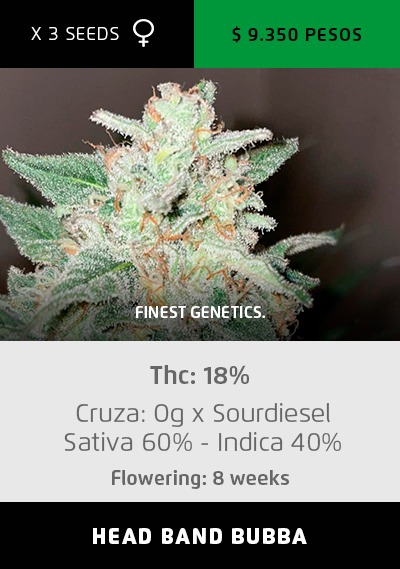 X 3 SEEDS
$ 9.350 PESOS
FINEST GENETICS.
Thc: 18%
Cruza: Og x Sourdiesel
Sativa 60% - Indica 40%
Flowering: 8 weeks
HEAD BAND BUBBA